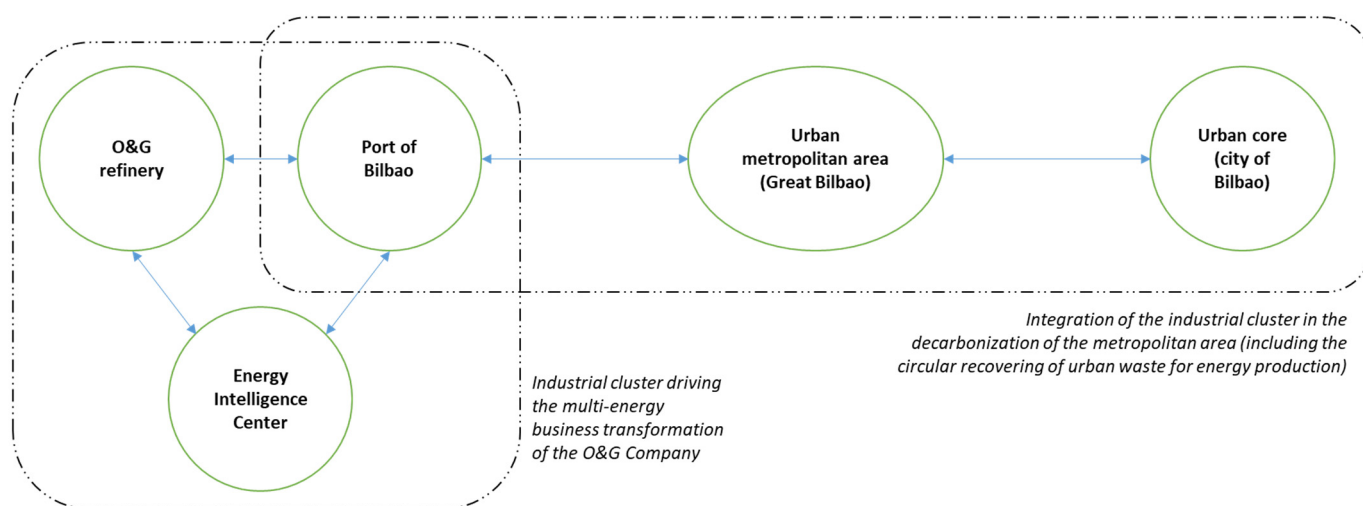 O&G
refinery
Port of
Bilbao
Urban
metropolitan area
(Great Bilbao)
Urban core
(city of
Bilbao)
Energy
Intelligence
Center
Industrial cluster driving
the multi-energy
business transformation
of the O&G Company
Integration of the industrial cluster in the
decarbonization of the metropolitan area (including the
circular recovering of urban waste for energy production)